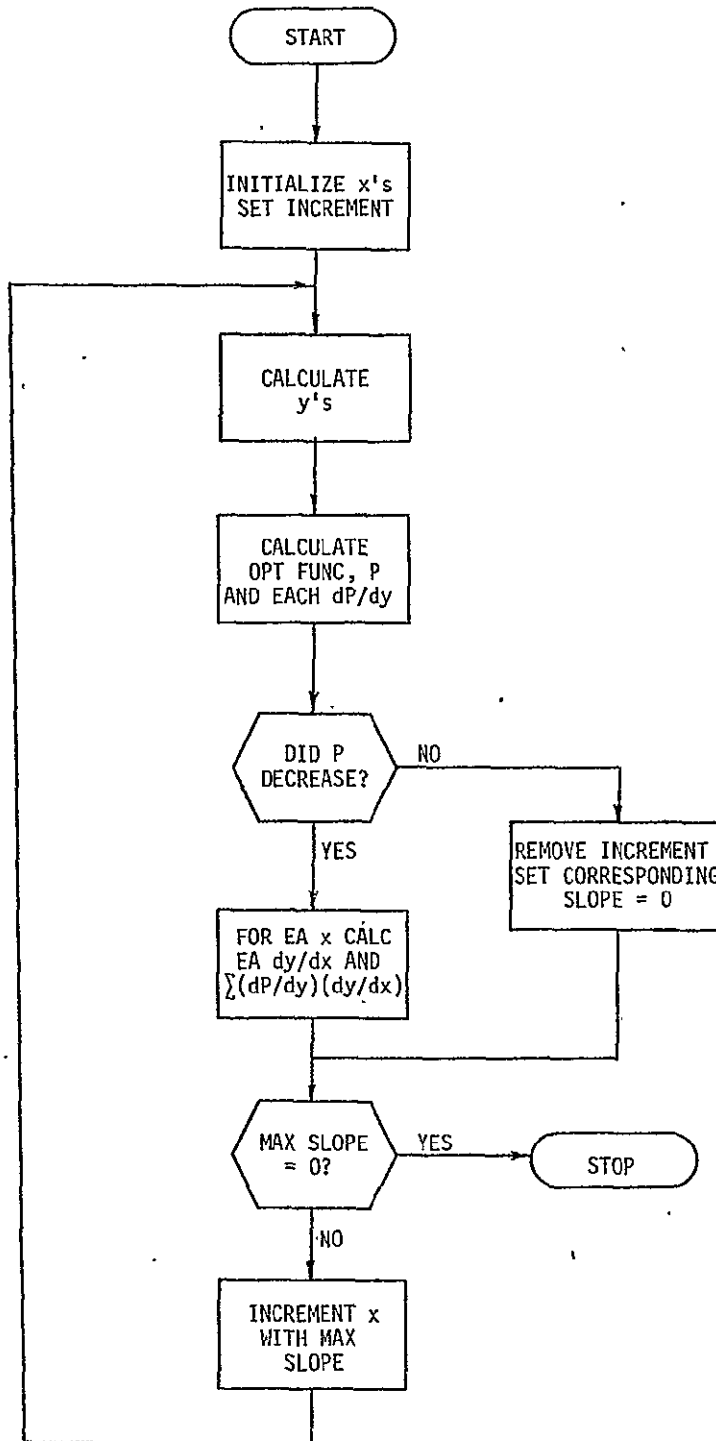 START
INITIALIZE x's
SET INCREMENT
CALCULATE
y's
CALCULATE
OPT FUNC, P
AND EACH dP/dy
DID P
DECREASE?
NO
YES
REMOVE INCREMENT
SET CORRESPONDING
SLOPE = 0
FOR EA x CALC
EA dy/dx AND
∑(dP/dy)(dy/dx)
MAX SLOPE
= 0?
YES
STOP
NO
INCREMENT x
WITH MAX
SLOPE